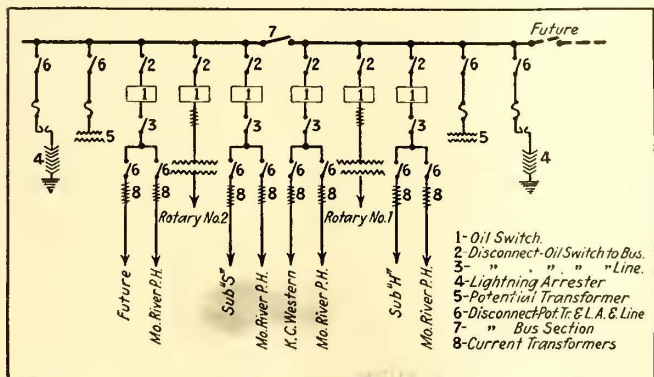 7
Future
6 6 2 2 2 2 2 2 6 6
1 1 1 1 1 1
5 3 3 3 3 5
4 4
6 6 6 6 6 6 6 6
8 8 8 8 8 8 8 8
Rotary No.2
Rotary No.1
Future
Mo. River P.H.
Sub "S"
Mo. River P.H.
K.C. Western
Mo. River P.H.
Sub "H"
Mo. River P.H.
1-Oil Switch.
2-Disconnect-Oil Switch to Bus.
3- " . " . " " Line.
4-Lightning Arrester
5-Potential Transformer
6-Disconnect-Pot. Tr. & L.A. & Line
7- " Bus Section
8-Current Transformers